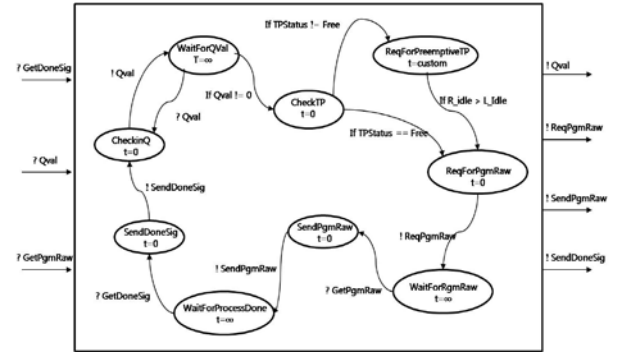 If TPStatus != Free
WaitForQVal
T=∞
ReqForPreemptiveTP
t=custom
? GetDoneSig
! Qval
! Qval
If Qval != 0
CheckTP
t=0
If R_idle > L_Idle
? Qval
! ReqPgmRaw
CheckinQ
t=0
If TPStatus == Free
? Qval
ReqForPgmRaw
t=0
! SendDoneSig
! SendPgmRaw
SendDoneSig
t=0
SendPgmRaw
t=0
! ReqPgmRaw
? GetPgmRaw
! SendPgmRaw
! SendDoneSig
? GetDoneSig
? GetPgmRaw
WaitForRgmRaw
t=∞
WaitForProcessDone
t=∞